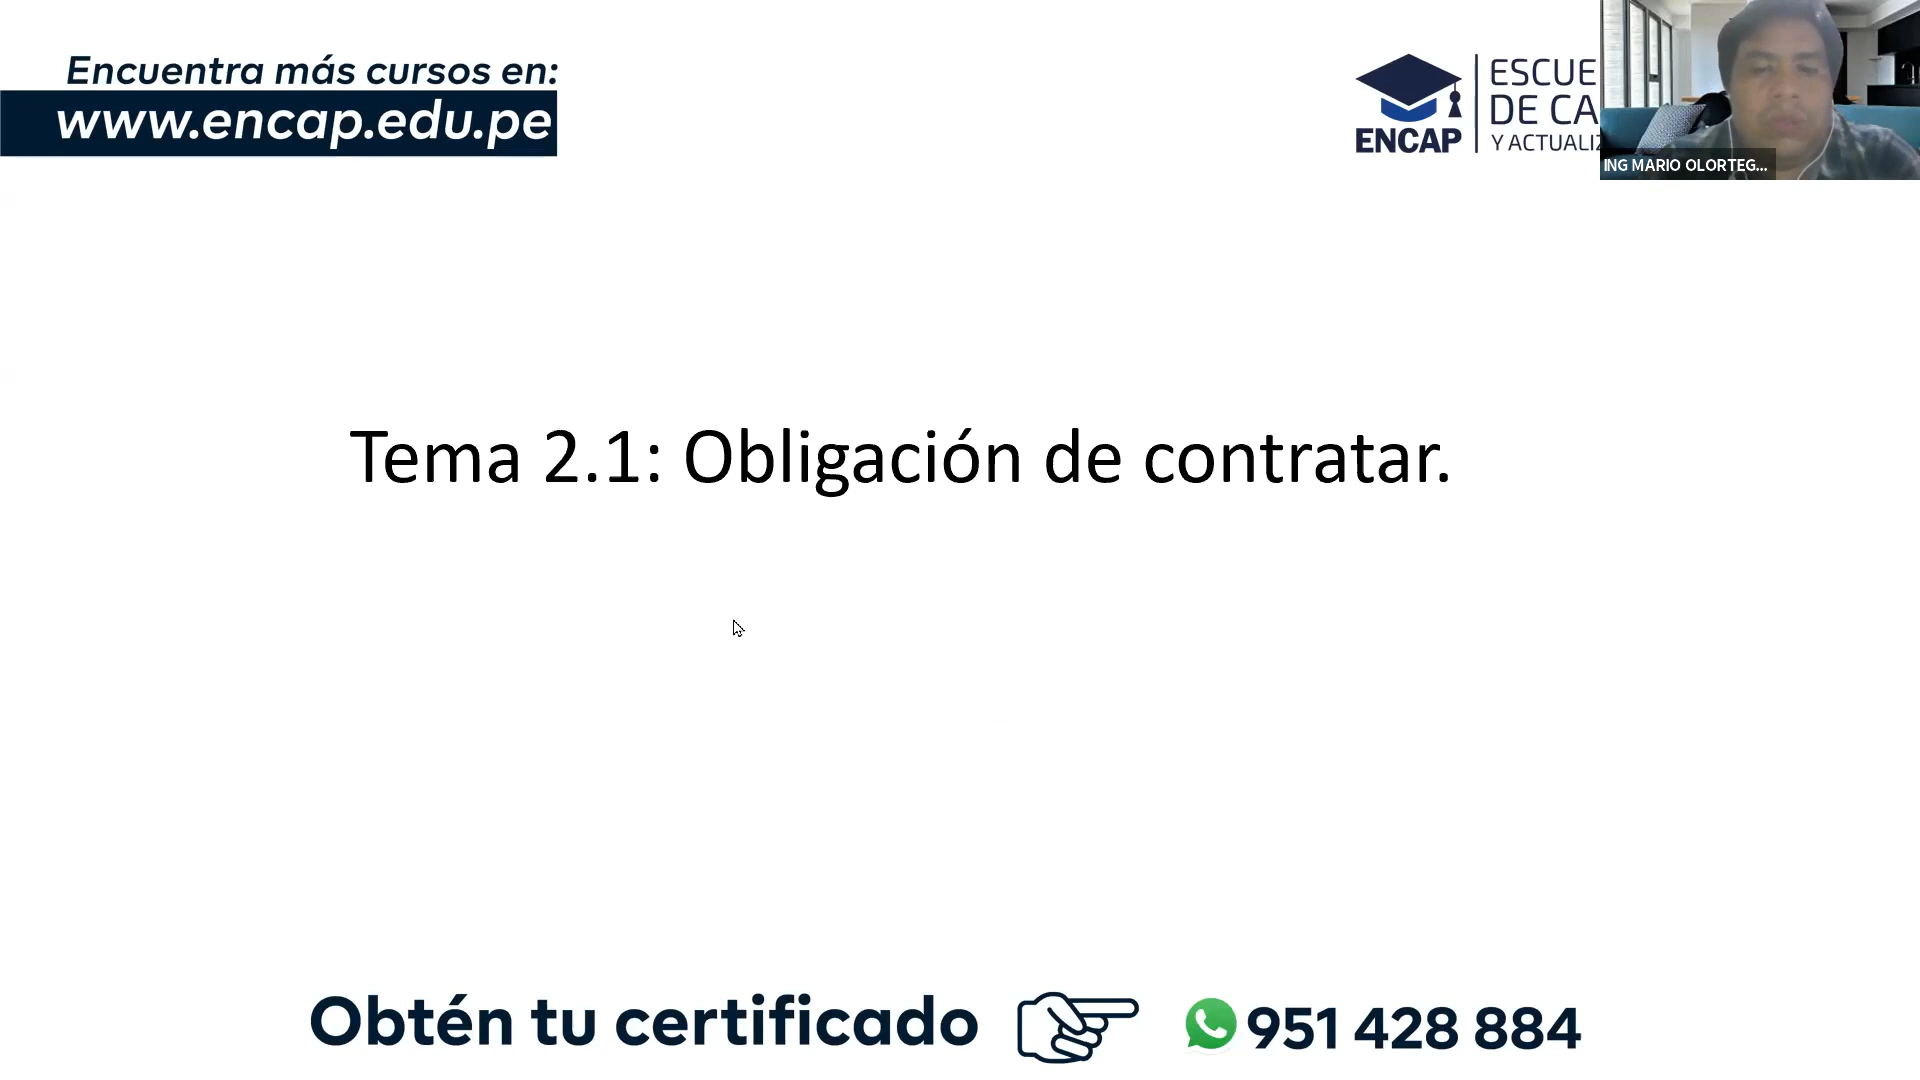 Encuentra más cursos en:
www.encap.edu.pe
ENCAP
ESCUE
DE CA
Y ACTUALIZ
ING MARIO OLORTEG...
Tema 2.1: Obligación de contratar.
Obtén tu certificado
951 428 884